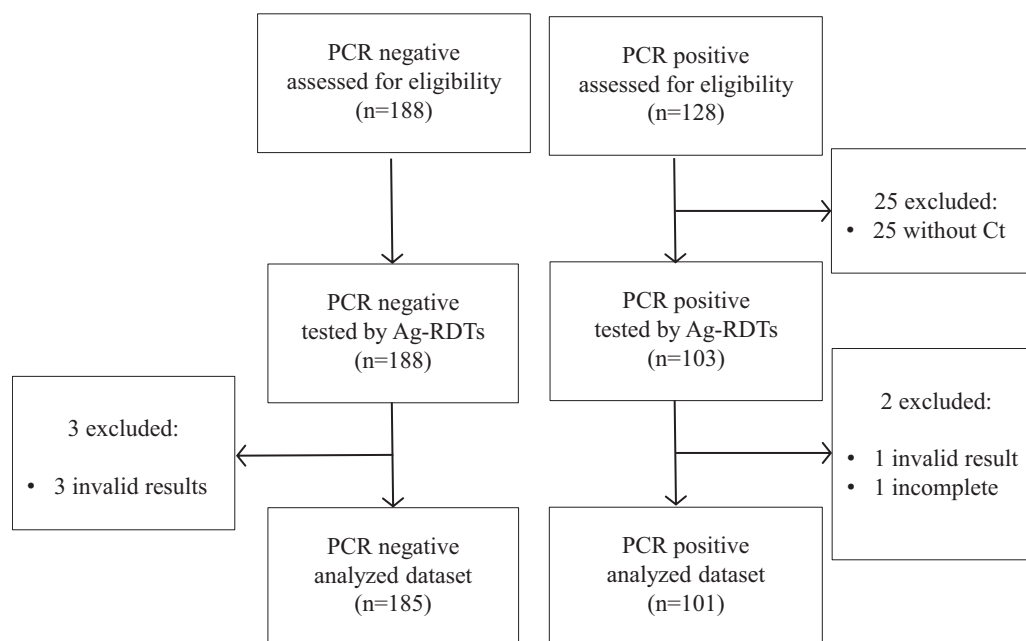 PCR negative
assessed for eligibility
(n=188)
PCR positive
assessed for eligibility
(n=128)
25 excluded:
• 25 without Ct
PCR negative
tested by Ag-RDTs
(n=188)
PCR positive
tested by Ag-RDTs
(n=103)
3 excluded:
• 3 invalid results
2 excluded:
• 1 invalid result
• 1 incomplete
PCR negative
analyzed dataset
(n=185)
PCR positive
analyzed dataset
(n=101)